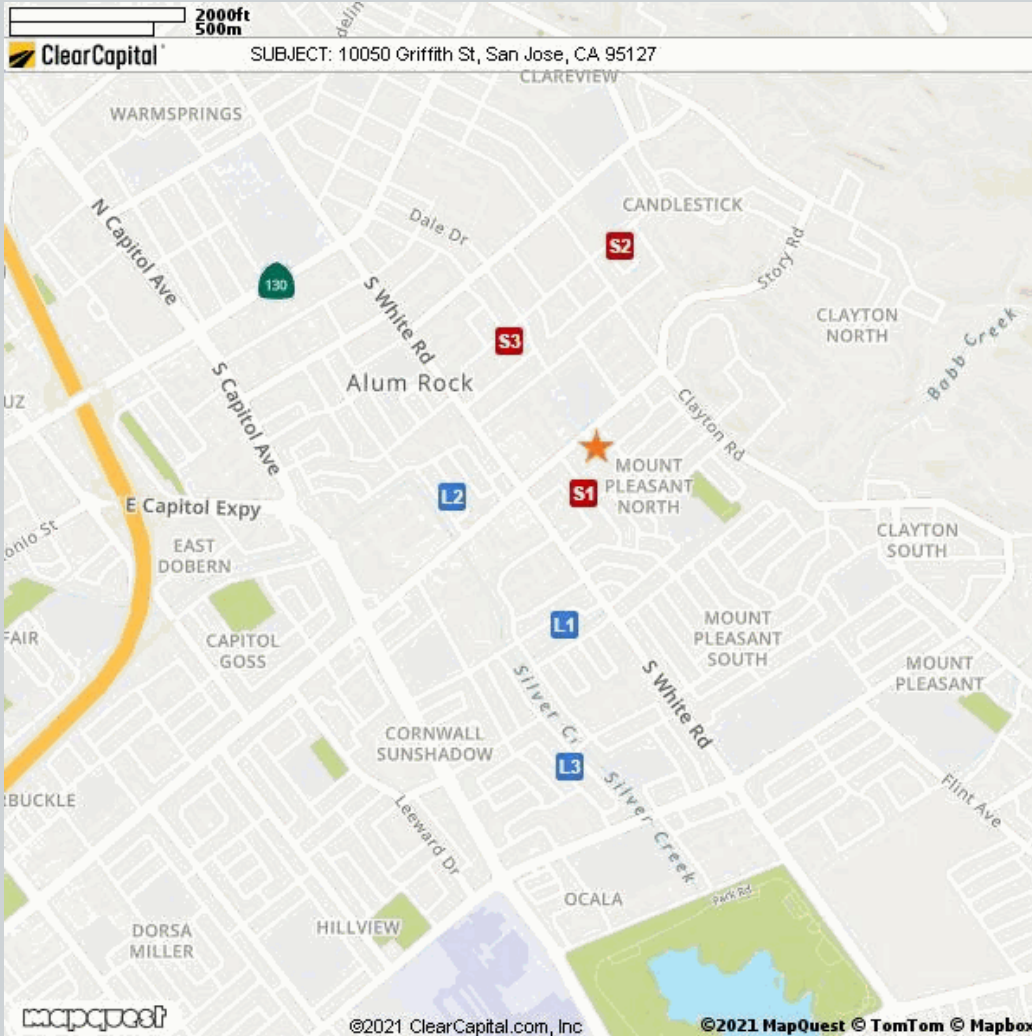 2000ft
500m
ClearCapital
SUBJECT: 10050 Griffith St, San Jose, CA 95127
CLAREVIEW
WARMSPRINGS
N Capitol Ave
Dale Dr
CANDLESTICK
S2
Story Rd
130
S White Rd
CLAYTON
NORTH
Babb Creek
S3
Alum Rock
S Capitol Ave
UZ
Clayton Rd
MOUNT
PLEASANT
NORTH
S1
L2
E Capitol Expy
onio St
EAST
DOBERN
CLAYTON
SOUTH
FAIR
CAPITOL
GOSS
L1
MOUNT
PLEASANT
SOUTH
MOUNT
PLEASANT
Silver Cr
S White Rd
CORNWALL
SUNSHADOW
L3
Silver Creek
RBUCKLE
Leeward Dr
Flint Ave
OCALA
Park Rd
HILLVIEW
DORSA
MILLER
mapquest
©2021 ClearCapital.com, Inc
©2021 MapQuest © TomTom © Mapbox